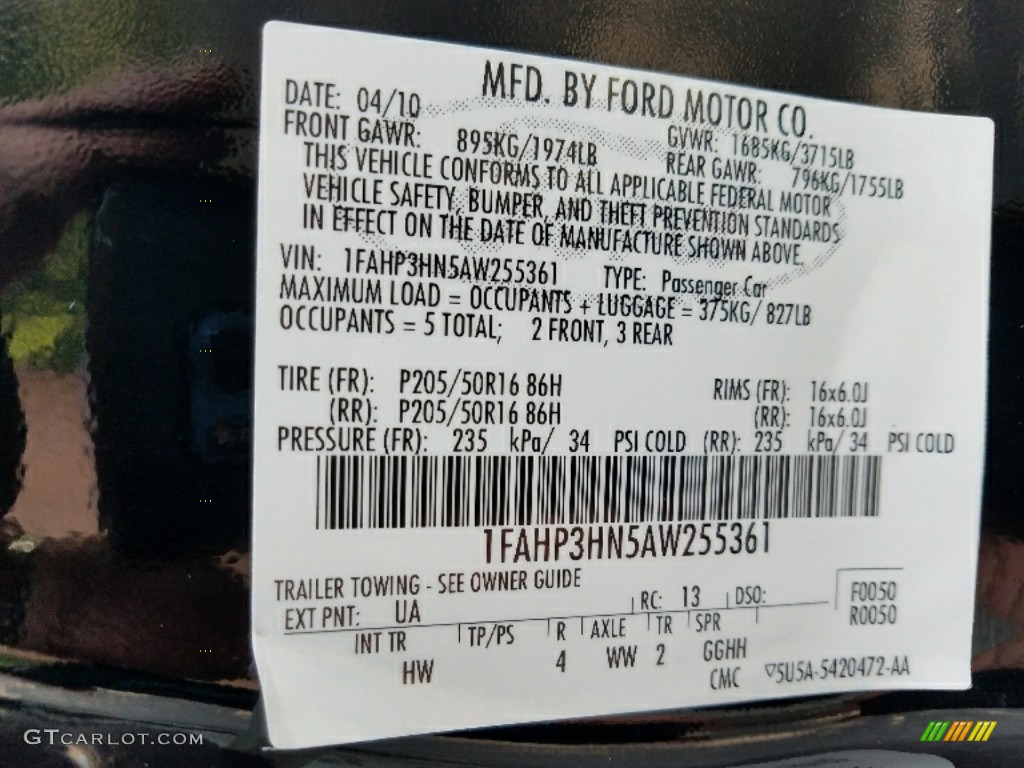 MFD. BY FORD MOTOR CO.
DATE: 04/10 GVWR: 1685KG/3715LB
FRONT GAWR: 895KG/1974LB REAR GAWR: 796KG/1755LB
THIS VEHICLE CONFORMS TO ALL APPLICABLE FEDERAL MOTOR
VEHICLE SAFETY, BUMPER, AND THEFT PREVENTION STANDARDS
IN EFFECT ON THE DATE OF MANUFACTURE SHOWN ABOVE.
VIN: 1FAHP3HN5AW255361 TYPE: Passenger Car
MAXIMUM LOAD = OCCUPANTS + LUGGAGE = 375KG/ 827LB
OCCUPANTS = 5 TOTAL; 2 FRONT, 3 REAR
TIRE (FR): P205/50R16 86H RIMS (FR): 16x6.0J
(RR): P205/50R16 86H (RR): 16x6.0J
PRESSURE (FR): 235 kPa/ 34 PSI COLD (RR): 235 kPa/ 34 PSI COLD
1FAHP3HN5AW255361
TRAILER TOWING - SEE OWNER GUIDE
EXT PNT: UA RC: 13 DSO: F0050
R0050
INT TR TP/PS R AXLE TR SPR
HW 4 WW 2 GGHH
CMC ▽5U5A-5420472-AA
GTCarlot.com